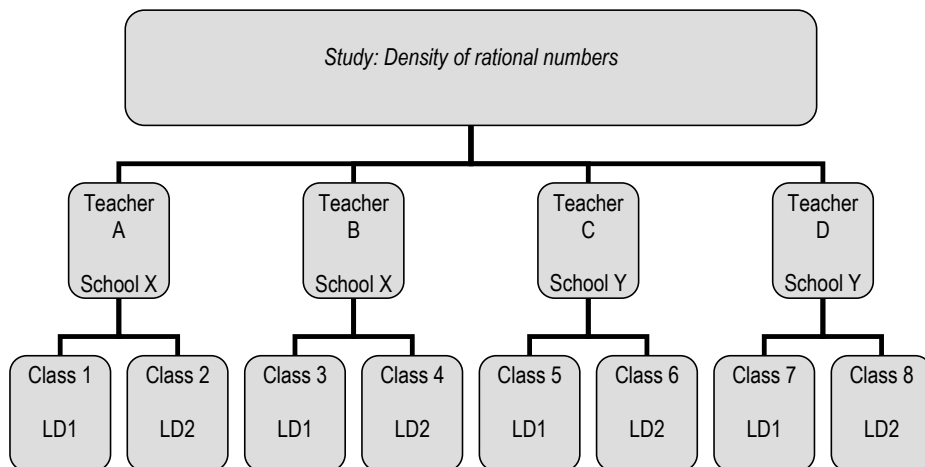 Study: Density of rational numbers
Teacher A School X
Teacher B School X
Teacher C School Y
Teacher D School Y
Class 1 LD1
Class 2 LD2
Class 3 LD1
Class 4 LD2
Class 5 LD1
Class 6 LD2
Class 7 LD1
Class 8 LD2